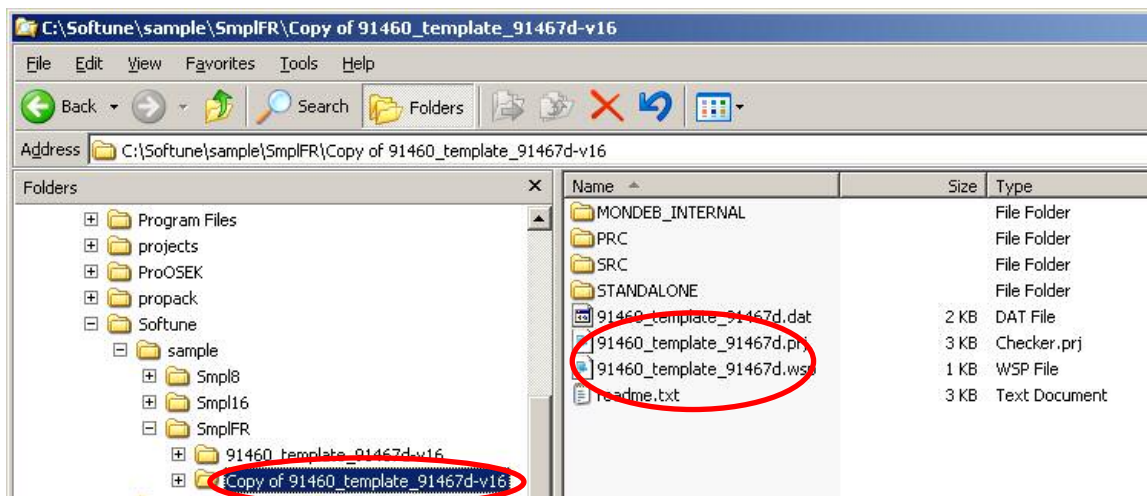 C:\Softune\sample\SmplFR\Copy of 91460_template_91467d-v16
File Edit View Favorites Tools Help
Back Search Folders
Address C:\Softune\sample\SmplFR\Copy of 91460_template_91467d-v16
Folders x Name Size Type
Program Files
projects
ProOSEK
propack
Softune
sample
Smpl8
Smpl16
SmplFR
91460_template_91467d-v16
Copy of 91460_template_91467d-v16
MONDEB_INTERNAL File Folder
PRC File Folder
SRC File Folder
STANDALONE File Folder
91460_template_91467d.dat 2 KB DAT File
91460_template_91467d.prj 3 KB Checker.prj
91460_template_91467d.wsp 1 KB WSP File
readme.txt 3 KB Text Document